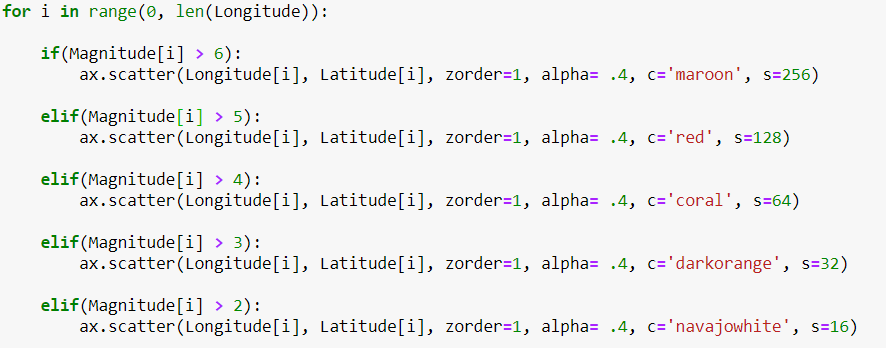 for i in range(0, len(Longitude)):
if(Magnitude[i] > 6):
ax.scatter(Longitude[i], Latitude[i], zorder=1, alpha= .4, c='maroon', s=256)
elif(Magnitude[i] > 5):
ax.scatter(Longitude[i], Latitude[i], zorder=1, alpha= .4, c='red', s=128)
elif(Magnitude[i] > 4):
ax.scatter(Longitude[i], Latitude[i], zorder=1, alpha= .4, c='coral', s=64)
elif(Magnitude[i] > 3):
ax.scatter(Longitude[i], Latitude[i], zorder=1, alpha= .4, c='darkorange', s=32)
elif(Magnitude[i] > 2):
ax.scatter(Longitude[i], Latitude[i], zorder=1, alpha= .4, c='navajowhite', s=16)